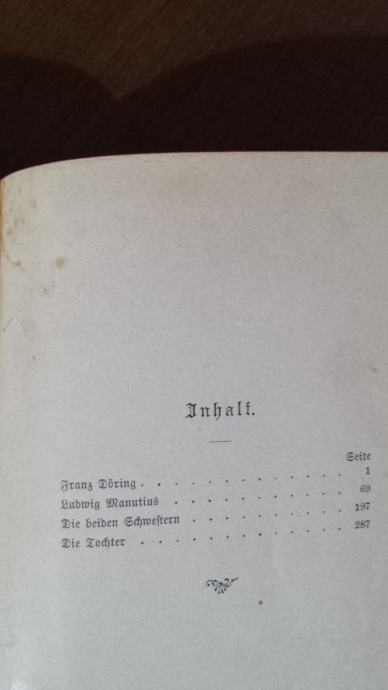 Inhalt.
Seite
Franz Döring . . . . . . . . . . . 1
Ludwig Manutius . . . . . . . . . . 69
Die beiden Schweſtern . . . . . . . . . 197
Die Tochter . . . . . . . . . . . 287